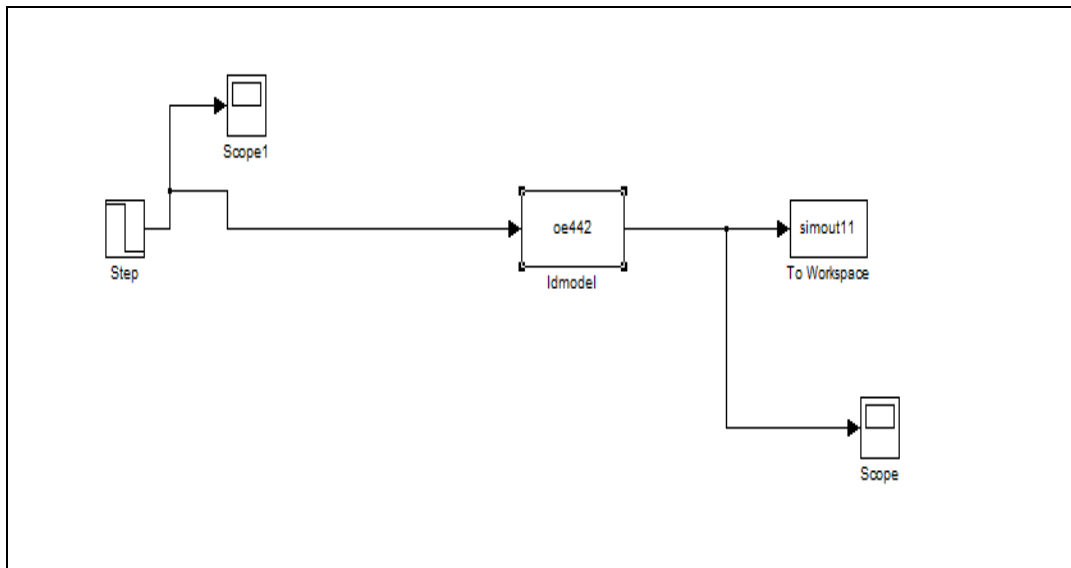 Scope1
Step
oe442
Idmodel
simout11
To Workspace
Scope